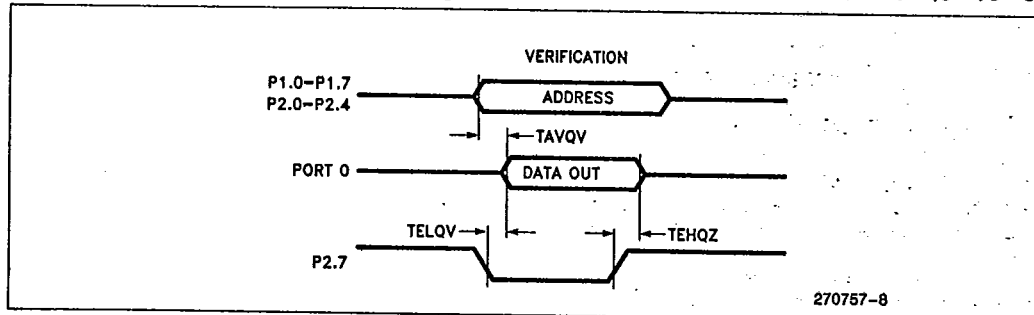 VERIFICATION
P1.0–P1.7
P2.0–P2.4
ADDRESS
TAVQV
PORT 0
DATA OUT
TELQV
TEHQZ
P2.7
270757–8